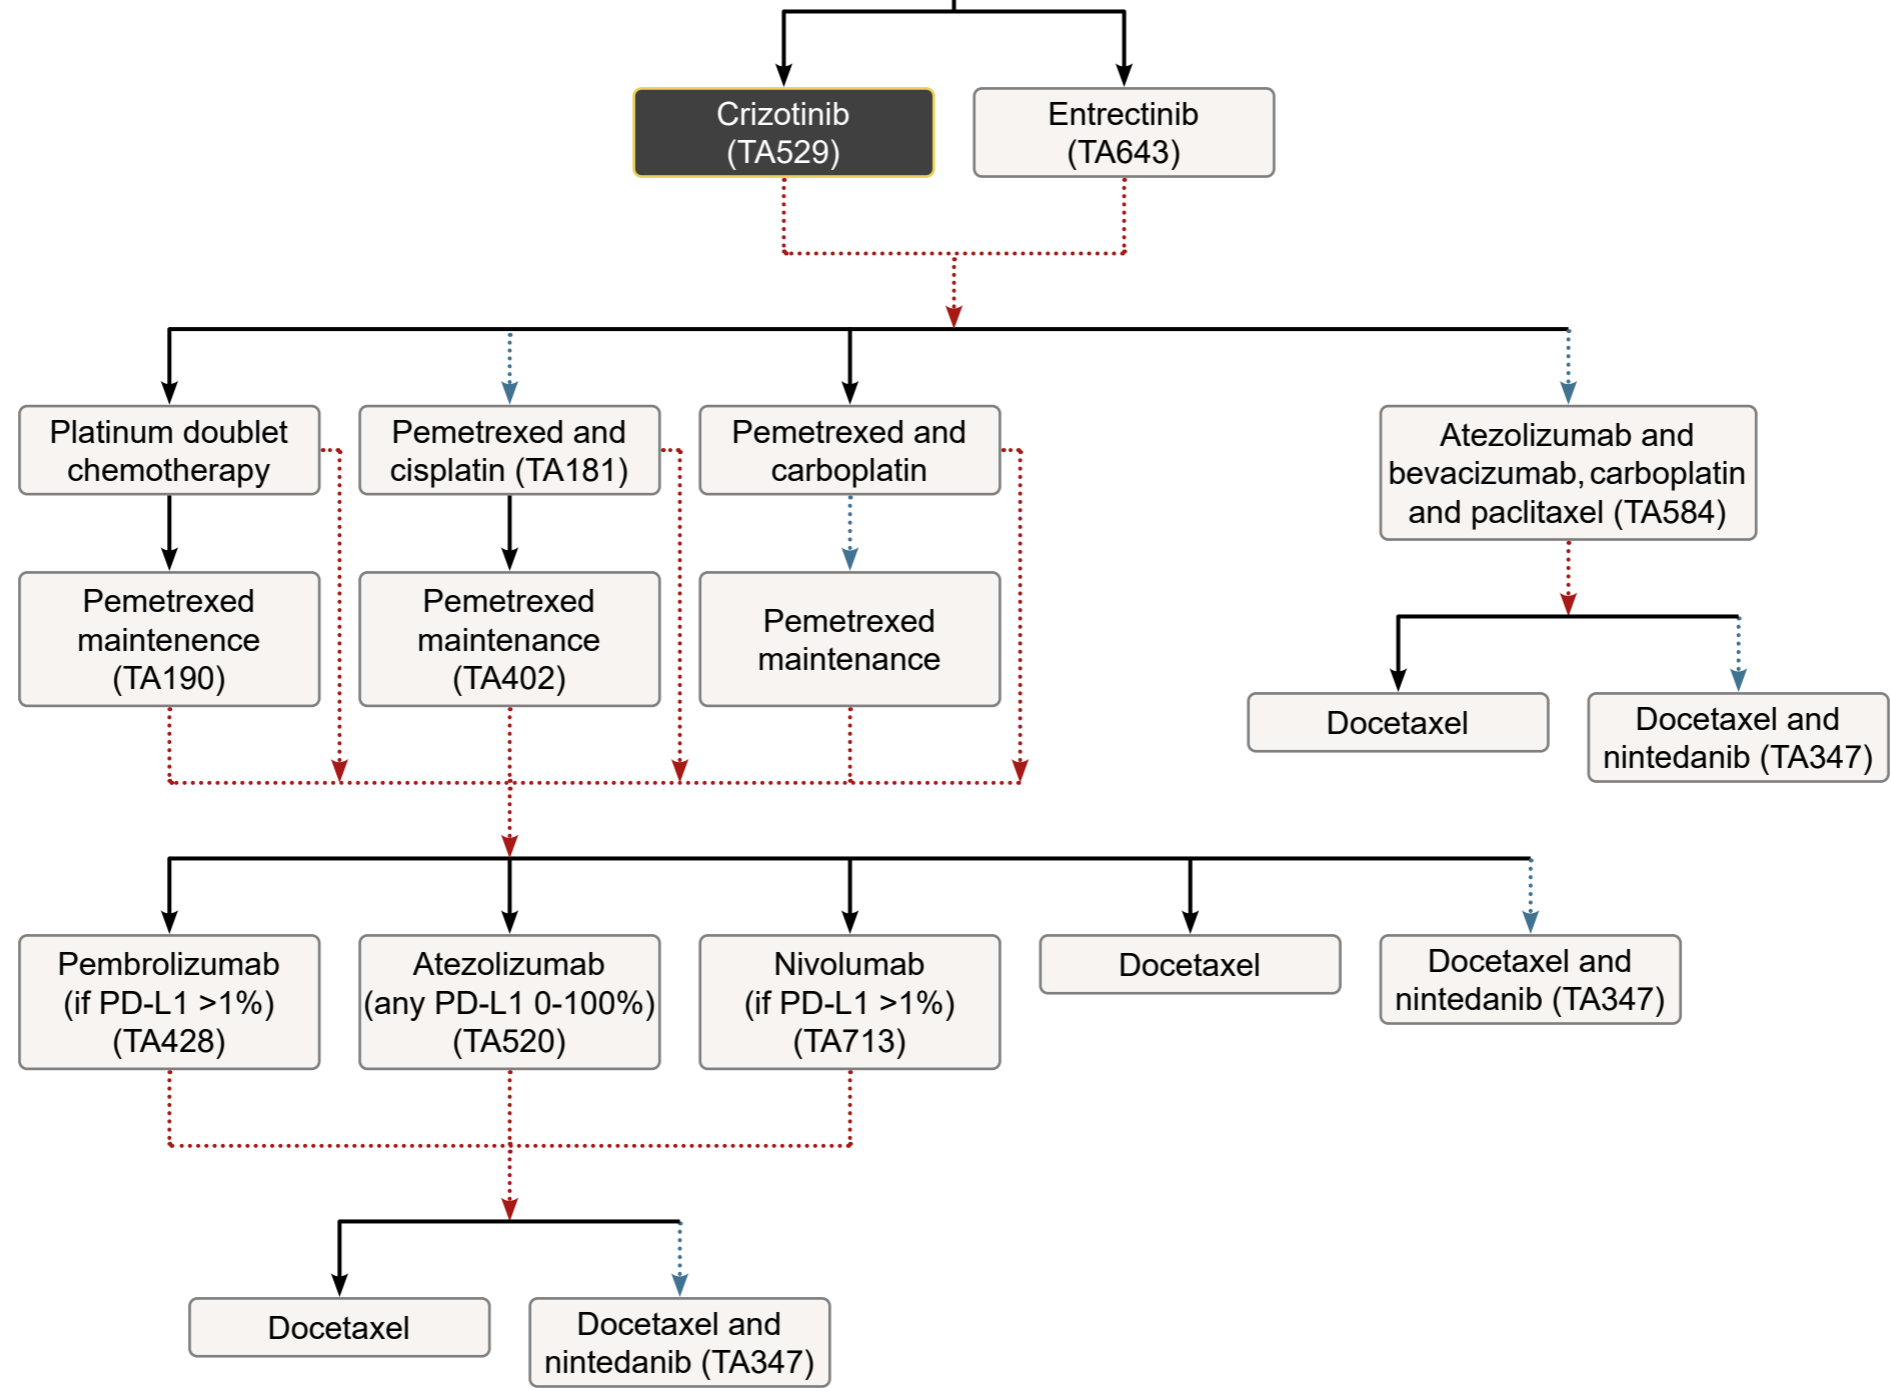 Crizotinib
(TA529)
Entrectinib
(TA643)
Platinum doublet
chemotherapy
Pemetrexed and
cisplatin (TA181)
Pemetrexed and
carboplatin
Atezolizumab and
bevacizumab, carboplatin
and paclitaxel (TA584)
Pemetrexed
maintenence
(TA190)
Pemetrexed
maintenance
(TA402)
Pemetrexed
maintenance
Docetaxel
Docetaxel and
nintedanib (TA347)
Pembrolizumab
(if PD-L1 >1%)
(TA428)
Atezolizumab
(any PD-L1 0-100%)
(TA520)
Nivolumab
(if PD-L1 >1%)
(TA713)
Docetaxel
Docetaxel and
nintedanib (TA347)
Docetaxel
Docetaxel and
nintedanib (TA347)